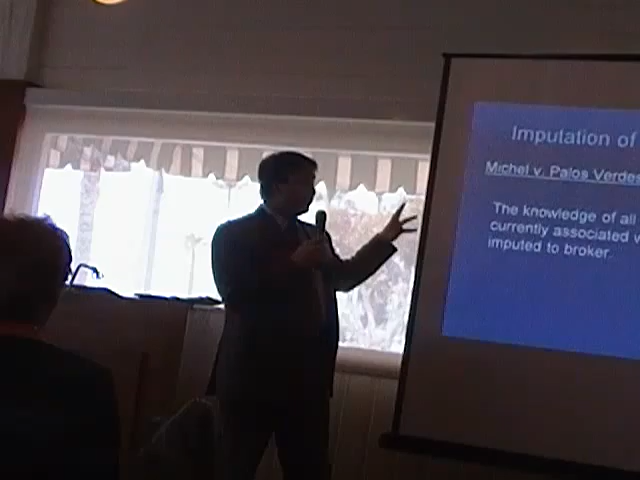 Imputation of
Michel v. Palos Verdes
The knowledge of all
currently associated
imputed to broker.